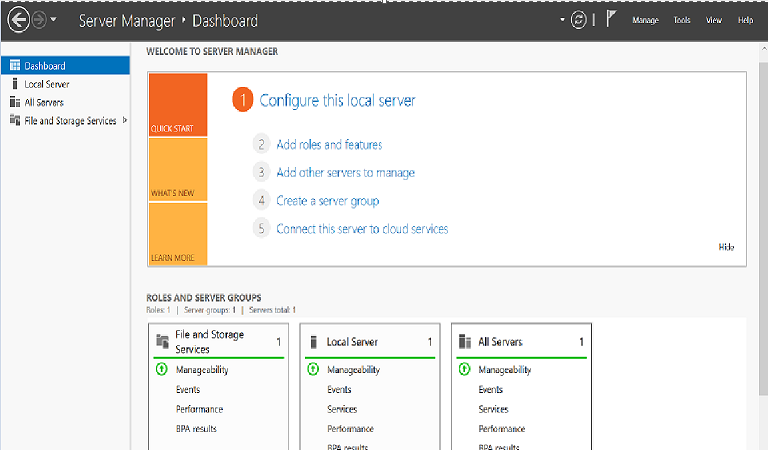 Server Manager • Dashboard
Manage Tools View Help
Dashboard
Local Server
All Servers
File and Storage Services
WELCOME TO SERVER MANAGER
QUICK START
WHAT'S NEW
LEARN MORE
1 Configure this local server
2 Add roles and features
3 Add other servers to manage
4 Create a server group
5 Connect this server to cloud services
Hide
ROLES AND SERVER GROUPS
Roles: 1 | Server groups: 1 | Servers total: 1
File and Storage
Services 1
Manageability
Events
Performance
BPA results
Local Server 1
Manageability
Events
Services
Performance
BPA results
All Servers 1
Manageability
Events
Services
Performance
BPA results